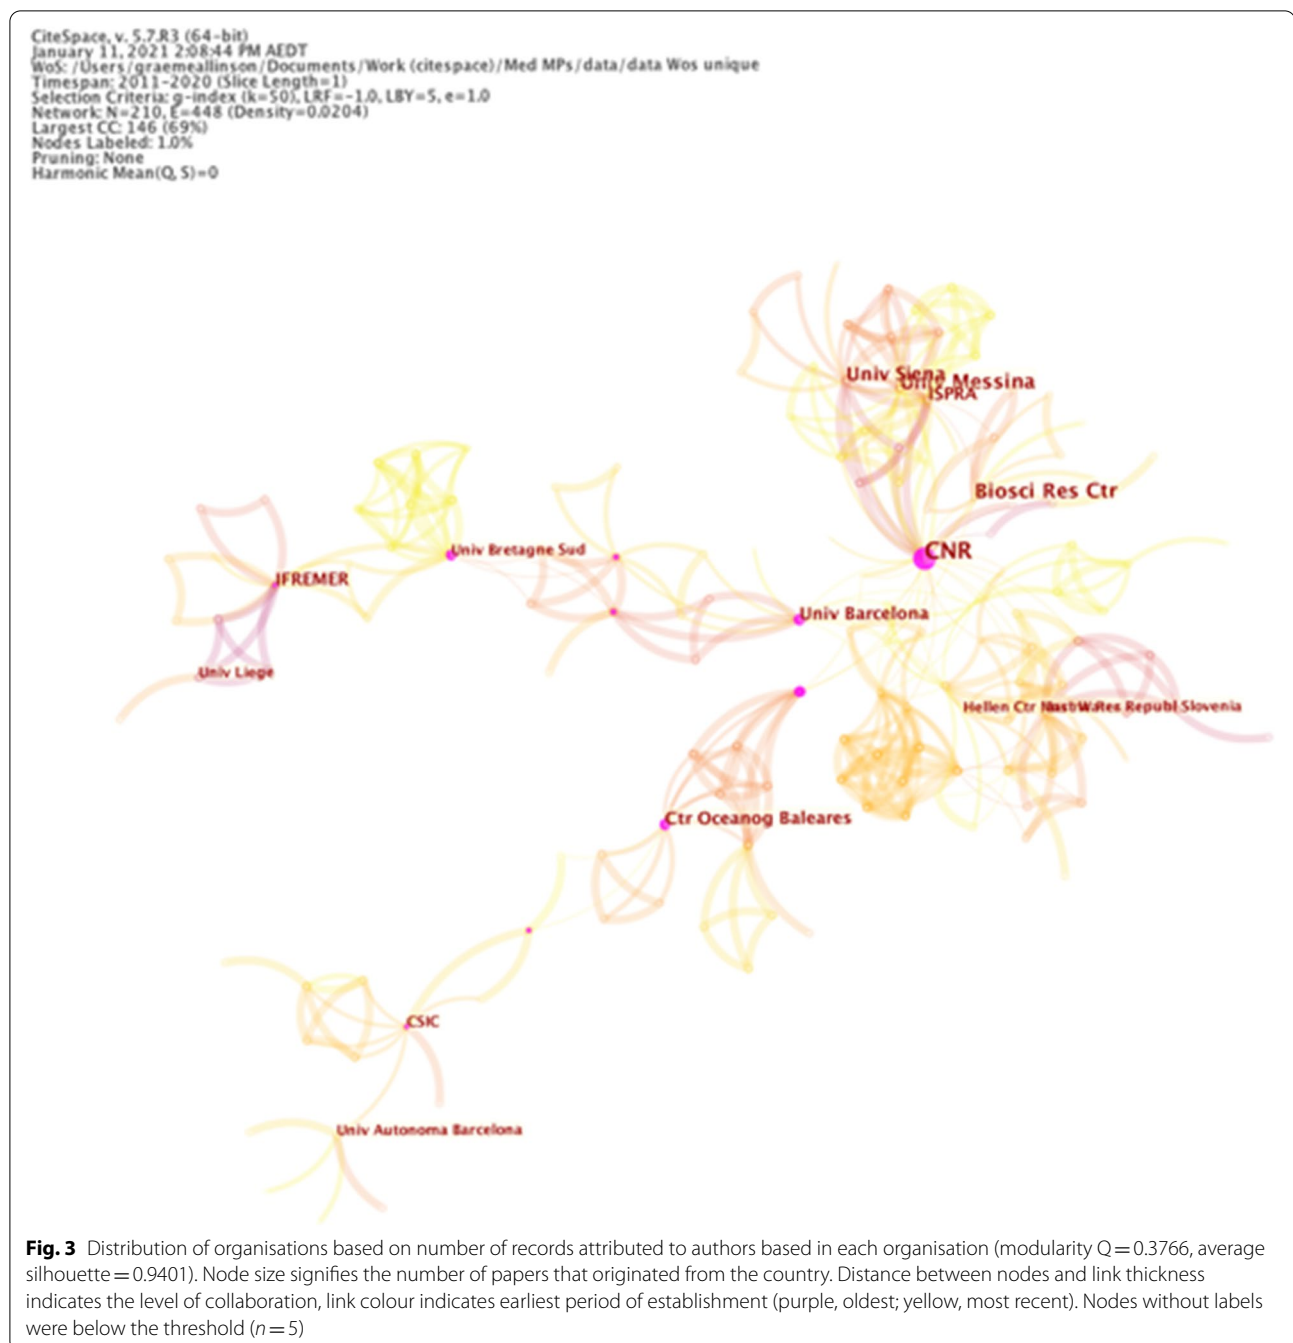 CiteSpace, v. 5.7.R3 (64-bit)
January 11, 2021 2:08:44 PM AEDT
WoS: /Users/graemeallinson/Documents/Work (citespace)/Med MPs/data/data Wos unique
Timespan: 2011-2020 (Slice Length=1)
Selection Criteria: g-index (k=50), LRF=-1.0, LBY=5, e=1.0
Network: N=210, E=448 (Density=0.0204)
Largest CC: 146 (69%)
Nodes Labeled: 1.0%
Pruning: None
Harmonic Mean(Q, S)=0
Univ Siena
Univ Messina
ISPRA
Biosci Res Ctr
CNR
Univ Bretagne Sud
IFREMER
Univ Barcelona
Univ Liege
Hellen Ctr
Republ Slovenia
Ctr Oceanog Baleares
CSIC
Univ Autonoma Barcelona
Fig. 3 Distribution of organisations based on number of records attributed to authors based in each organisation (modularity Q = 0.3766, average
silhouette = 0.9401). Node size signifies the number of papers that originated from the country. Distance between nodes and link thickness
indicates the level of collaboration, link colour indicates earliest period of establishment (purple, oldest; yellow, most recent). Nodes without labels
were below the threshold (n = 5)